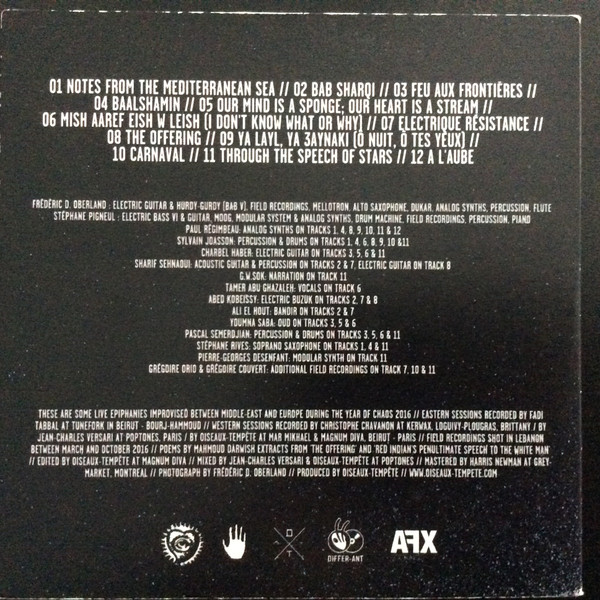 01 NOTES FROM THE MEDITERRANEAN SEA // 02 BAB SHARQI // 03 FEU AUX FRONTIÈRES //
04 BAALSHAMIN // 05 OUR MIND IS A SPONGE; OUR HEART IS A STREAM //
06 MISH AAREF EISH W LEISH (I DON'T KNOW WHAT OR WHY) // 07 ELECTRIQUE RÉSISTANCE //
08 THE OFFERING // 09 YA LAYL, YA 3AYNAKI (Ô NUIT, Ô TES YEUX) //
10 CARNAVAL // 11 THROUGH THE SPEECH OF STARS // 12 A L'AUBE
FRÉDÉRIC D. OBERLAND : ELECTRIC GUITAR & HURDY-GURDY [BAB V], FIELD RECORDINGS, MELLOTRON, ALTO SAXOPHONE, DUKAR, ANALOG SYNTHS, PERCUSSION, FLUTE
STÉPHANE PIGNEUL : ELECTRIC BASS VI & GUITAR, MOOG, MODULAR SYSTEM & ANALOG SYNTHS, DRUM MACHINE, FIELD RECORDINGS, PERCUSSION, PIANO
PAUL RÉGIMBEAU: ANALOG SYNTHS ON TRACKS 1, 4, 8, 9, 10, 11 & 12
SYLVAIN JOASSON: PERCUSSION & DRUMS ON TRACKS 1, 4, 6, 8, 9, 10 &11
CHARBEL HABER: ELECTRIC GUITAR ON TRACKS 3, 5, 6 & 11
SHARIF SEHNAOUI: ACOUSTIC GUITAR & PERCUSSION ON TRACKS 2 & 7, ELECTRIC GUITAR ON TRACK 8
G.W.SOK: NARRATION ON TRACK 11
TAMER ABU GHAZALEH: VOCALS ON TRACK 6
ABED KOBEISSY: ELECTRIC BUZUK ON TRACKS 2, 7 & 8
ALI EL HOUT: BANDIR ON TRACKS 2 & 7
YOUMNA SABA: OUD ON TRACKS 3, 5 & 6
PASCAL SEMERDJIAN: PERCUSSION & DRUMS ON TRACKS 3, 5, 6 & 11
STÉPHANE RIVES: SOPRANO SAXOPHONE ON TRACKS 1, 4 & 11
PIERRE-GEORGES DESENFANT: MODULAR SYNTH ON TRACK 11
GRÉGOIRE ORIO & GRÉGOIRE COUVERT: ADDITIONAL FIELD RECORDINGS ON TRACK 7, 10 & 11
THESE ARE SOME LIVE EPIPHANIES IMPROVISED BETWEEN MIDDLE-EAST AND EUROPE DURING THE YEAR OF CHAOS 2016 // EASTERN SESSIONS RECORDED BY FADI
TABBAL AT TUNEFORK IN BEIRUT - BOURJ-HAMMOUD // WESTERN SESSIONS RECORDED BY CHRISTOPHE CRAVANON AT KERWAX, LOGUIVY-PLOUGRAS, BRITTANY / BY
JEAN-CHARLES VERSARI AT POPTONES, PARIS / BY OISEAUX-TEMPÊTE AT MAR MIKHAEL & MAGNUM DIVA, BEIRUT - PARIS // FIELD RECORDINGS SHOT IN LEBANON
BETWEEN MARCH AND OCTOBER 2016 // POEMS BY MAHMOUD DARWISH EXTRACTS FROM 'THE OFFERING' AND 'RED INDIAN'S PENULTIMATE SPEECH TO THE WHITE MAN'
// EDITED BY OISEAUX-TEMPÊTE AT MAGNUM DIVA // MIXED BY JEAN-CHARLES VERSARI & OISEAUX-TEMPÊTE AT POPTONES // MASTERED BY HARRIS NEWMAN AT GREY-
MARKET, MONTREAL // PHOTOGRAPH BY FRÉDÉRIC D. OBERLAND // PRODUCED BY OISEAUX-TEMPÊTE // WWW.OISEAUX-TEMPETE.COM
O T
DIFFER-ANT
AFX